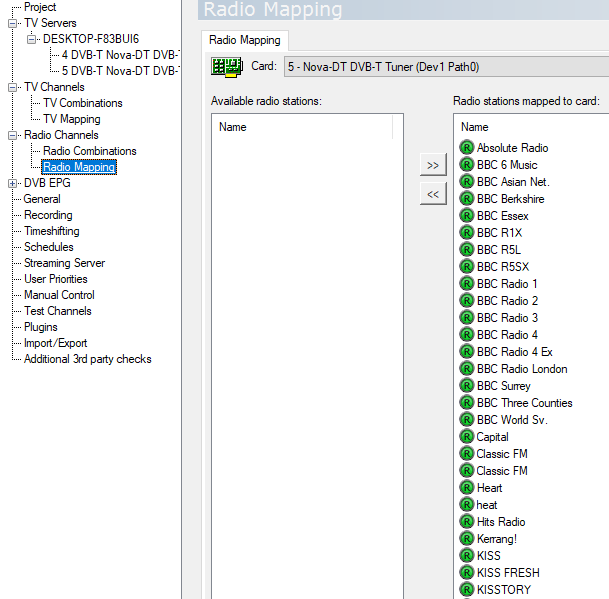 Project
TV Servers
DESKTOP-F83BUI6
4 DVB-T Nova-DT DVB-
5 DVB-T Nova-DT DVB-
TV Channels
TV Combinations
TV Mapping
Radio Channels
Radio Combinations
Radio Mapping
DVB EPG
General
Recording
Timeshifting
Schedules
Streaming Server
User Priorities
Manual Control
Test Channels
Plugins
Import/Export
Additional 3rd party checks
Radio Mapping
Radio Mapping
Card: 5 - Nova-DT DVB-T Tuner (Dev1 Path0)
Available radio stations:
Name
>>
<<
Radio stations mapped to card:
Name
R Absolute Radio
R BBC 6 Music
R BBC Asian Net.
R BBC Berkshire
R BBC Essex
R BBC R1X
R BBC R5L
R BBC R5SX
R BBC Radio 1
R BBC Radio 2
R BBC Radio 3
R BBC Radio 4
R BBC Radio 4 Ex
R BBC Radio London
R BBC Surrey
R BBC Three Counties
R BBC World Sv.
R Capital
R Classic FM
R Classic FM
R Heart
R heat
R Hits Radio
R Kerrang!
R KISS
R KISS FRESH
R KISSTORY